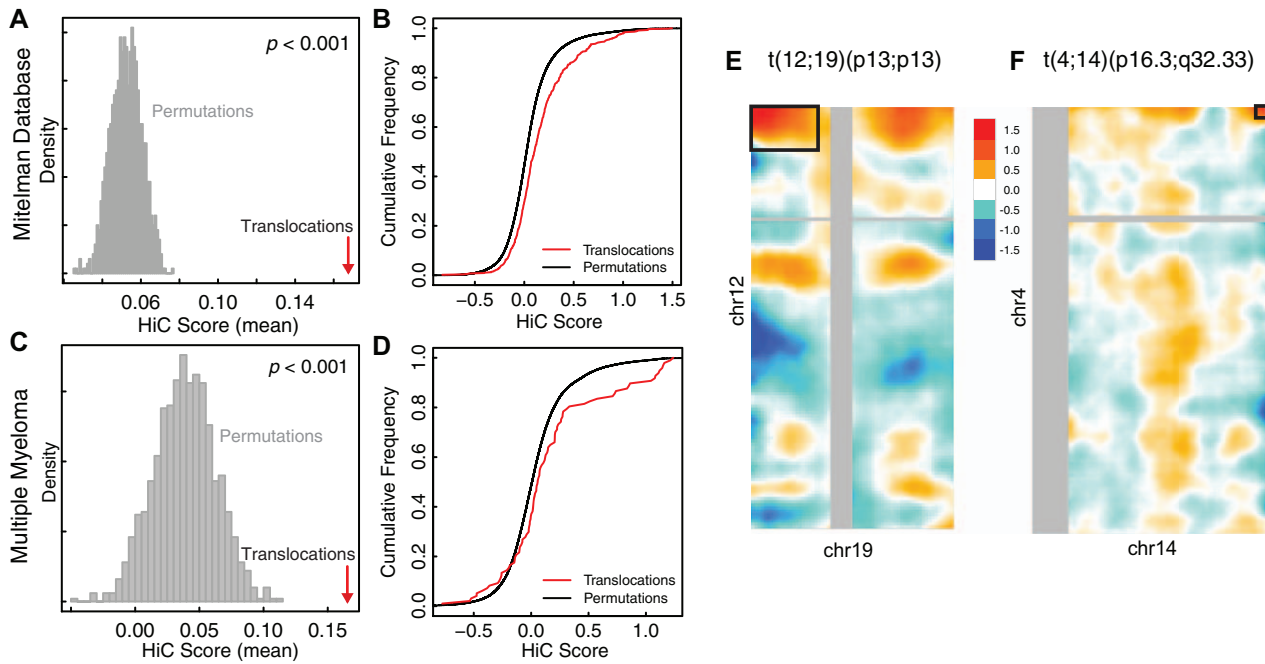 A
Mitelman Database
Density
p < 0.001
Permutations
Translocations
0.06
0.10
0.14
HiC Score (mean)
B
Cumulative Frequency
0.0
0.2
0.4
0.6
0.8
1.0
Translocations
Permutations
−0.5
0.0
0.5
1.0
1.5
HiC Score
C
Multiple Myeloma
Density
p < 0.001
Permutations
Translocations
0.00
0.05
0.10
0.15
HiC Score (mean)
D
Cumulative Frequency
0.0
0.2
0.4
0.6
0.8
1.0
Translocations
Permutations
−0.5
0.0
0.5
1.0
HiC Score
E
t(12;19)(p13;p13)
chr12
chr19
1.5
1.0
0.5
0.0
-0.5
-1.0
-1.5
F
t(4;14)(p16.3;q32.33)
chr4
chr14